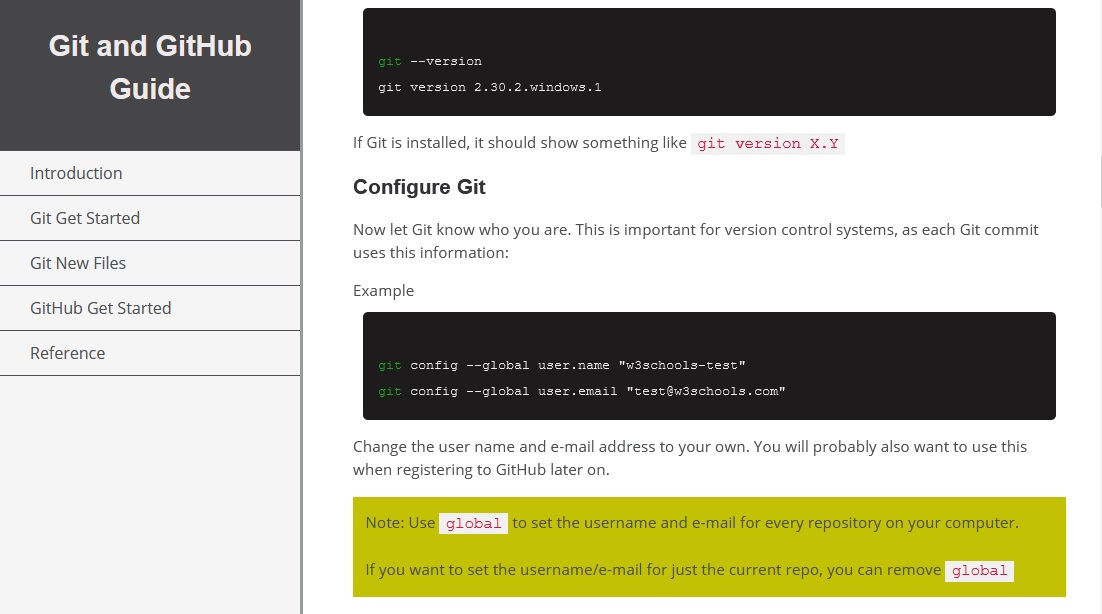 Git and GitHub
Guide
Introduction
Git Get Started
Git New Files
GitHub Get Started
Reference
git --version
git version 2.30.2.windows.1
If Git is installed, it should show something like git version X.Y
Configure Git
Now let Git know who you are. This is important for version control systems, as each Git commit
uses this information:
Example
git config --global user.name "w3schools-test"
git config --global user.email "test@w3schools.com"
Change the user name and e-mail address to your own. You will probably also want to use this
when registering to GitHub later on.
Note: Use global to set the username and e-mail for every repository on your computer.
If you want to set the username/e-mail for just the current repo, you can remove global